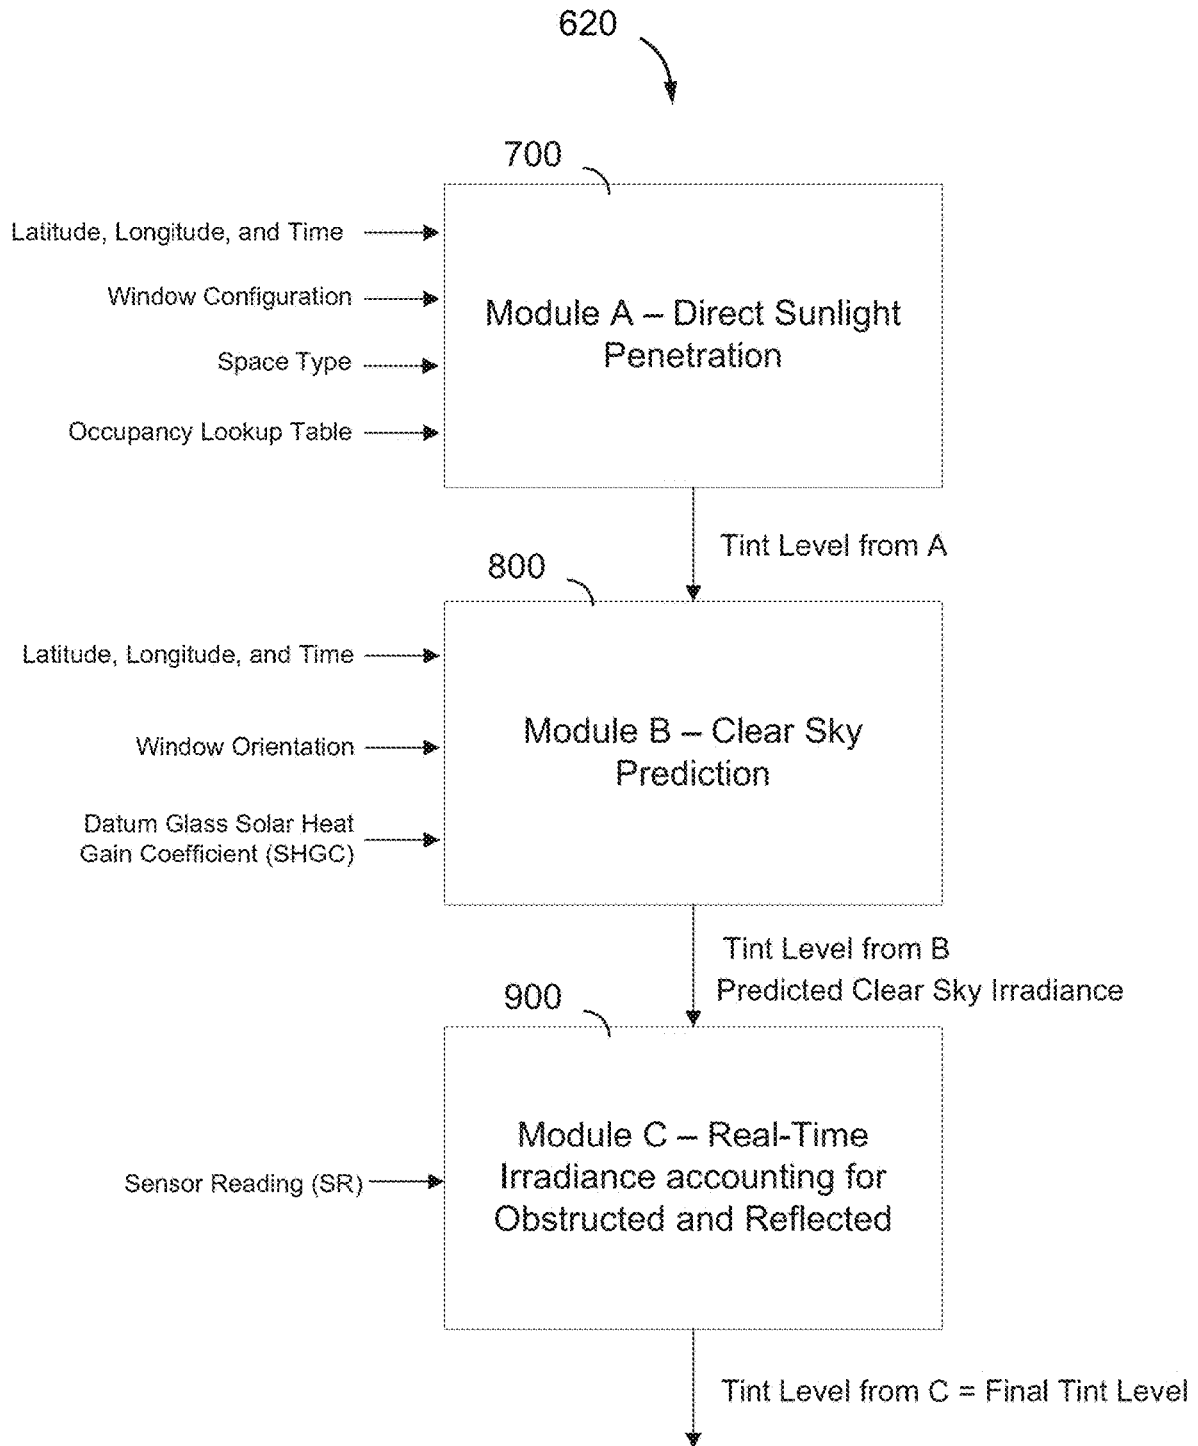 620
700
Latitude, Longitude, and Time
Window Configuration
Space Type
Occupancy Lookup Table
Module A – Direct Sunlight
Penetration
Tint Level from A
800
Latitude, Longitude, and Time
Window Orientation
Datum Glass Solar Heat
Gain Coefficient (SHGC)
Module B – Clear Sky
Prediction
Tint Level from B
Predicted Clear Sky Irradiance
900
Sensor Reading (SR)
Module C – Real-Time
Irradiance accounting for
Obstructed and Reflected
Tint Level from C = Final Tint Level